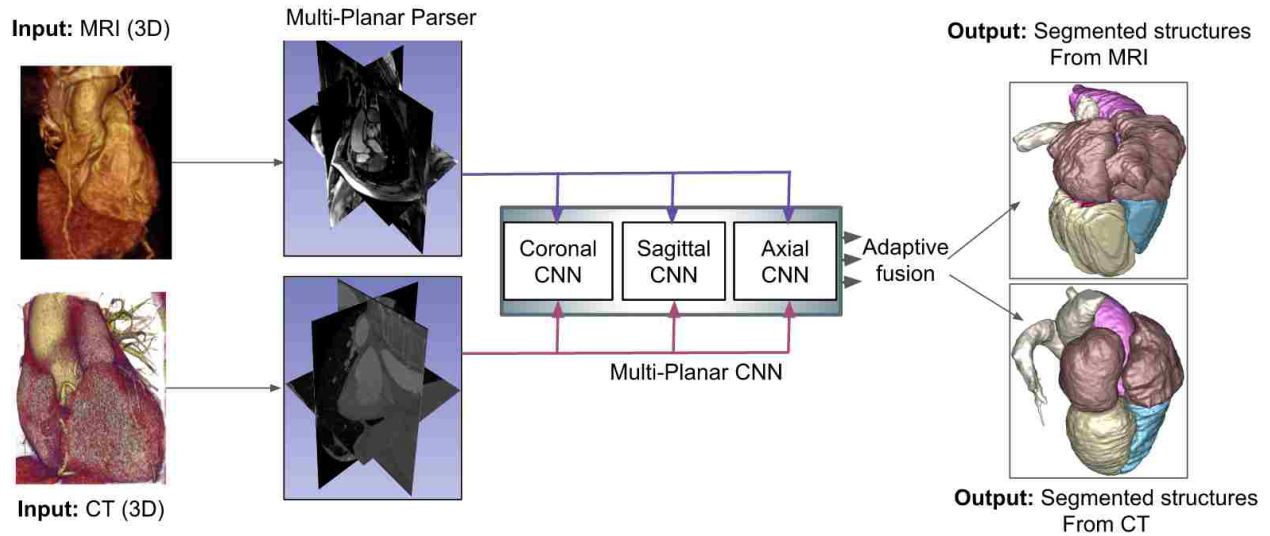 Multi-Planar Parser
Input: MRI (3D)
Output: Segmented structures
From MRI
Coronal
CNN
Sagittal
CNN
Axial
CNN
Adaptive
fusion
Multi-Planar CNN
Input: CT (3D)
Output: Segmented structures
From CT